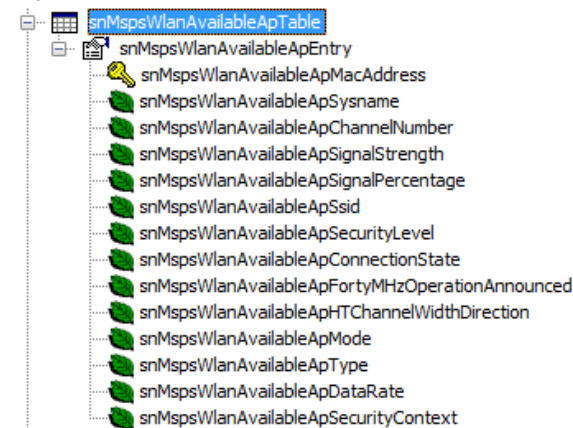 snMspsWlanAvailableApTable
snMspsWlanAvailableApEntry
snMspsWlanAvailableApMacAddress
snMspsWlanAvailableApSysname
snMspsWlanAvailableApChannelNumber
snMspsWlanAvailableApSignalStrength
snMspsWlanAvailableApSignalPercentage
snMspsWlanAvailableApSsid
snMspsWlanAvailableApSecurityLevel
snMspsWlanAvailableApConnectionState
snMspsWlanAvailableApFortyMHzOperationAnnounced
snMspsWlanAvailableApHTChannelWidthDirection
snMspsWlanAvailableApMode
snMspsWlanAvailableApType
snMspsWlanAvailableApDataRate
snMspsWlanAvailableApSecurityContext